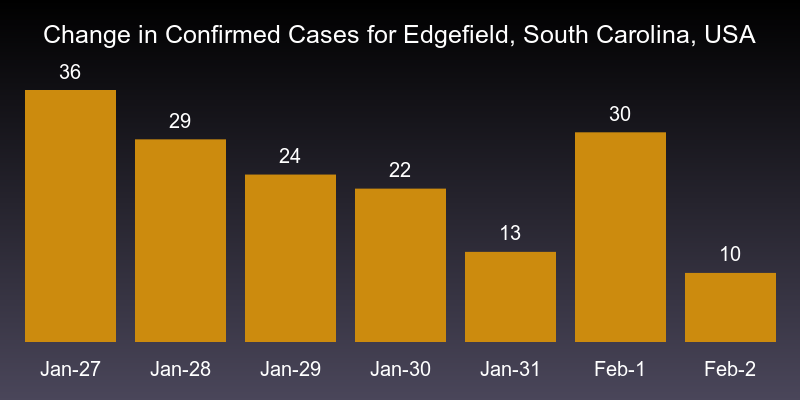 Change in Confirmed Cases for Edgefield, South Carolina, USA
36
29
24
22
13
30
10
Jan-27
Jan-28
Jan-29
Jan-30
Jan-31
Feb-1
Feb-2